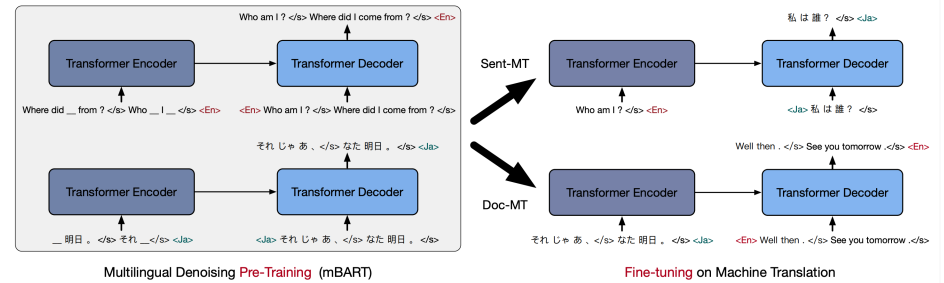 Who am I ? </s> Where did I come from ? </s> <En>
Transformer Encoder
Transformer Decoder
Where did __ from ? </s> Who __ I __ </s> <En>
<En> Who am I ? </s> Where did I come from ? </s>
それ じゃ あ 、</s> なた 明日 。 </s> <Ja>
Transformer Encoder
Transformer Decoder
__ 明日 。 </s> それ __</s> <Ja>
<Ja> それ じゃ あ 、</s> なた 明日 。 </s>
Multilingual Denoising Pre-Training (mBART)
Sent-MT
Doc-MT
私 は 誰 ? </s> <Ja>
Transformer Encoder
Transformer Decoder
Who am I ? </s> <En>
<Ja> 私 は 誰 ? </s>
Well then . </s> See you tomorrow .</s> <En>
Transformer Encoder
Transformer Decoder
それ じゃ あ 、</s> なた 明日 。 </s> <Ja>
<En> Well then . </s> See you tomorrow .</s>
Fine-tuning on Machine Translation